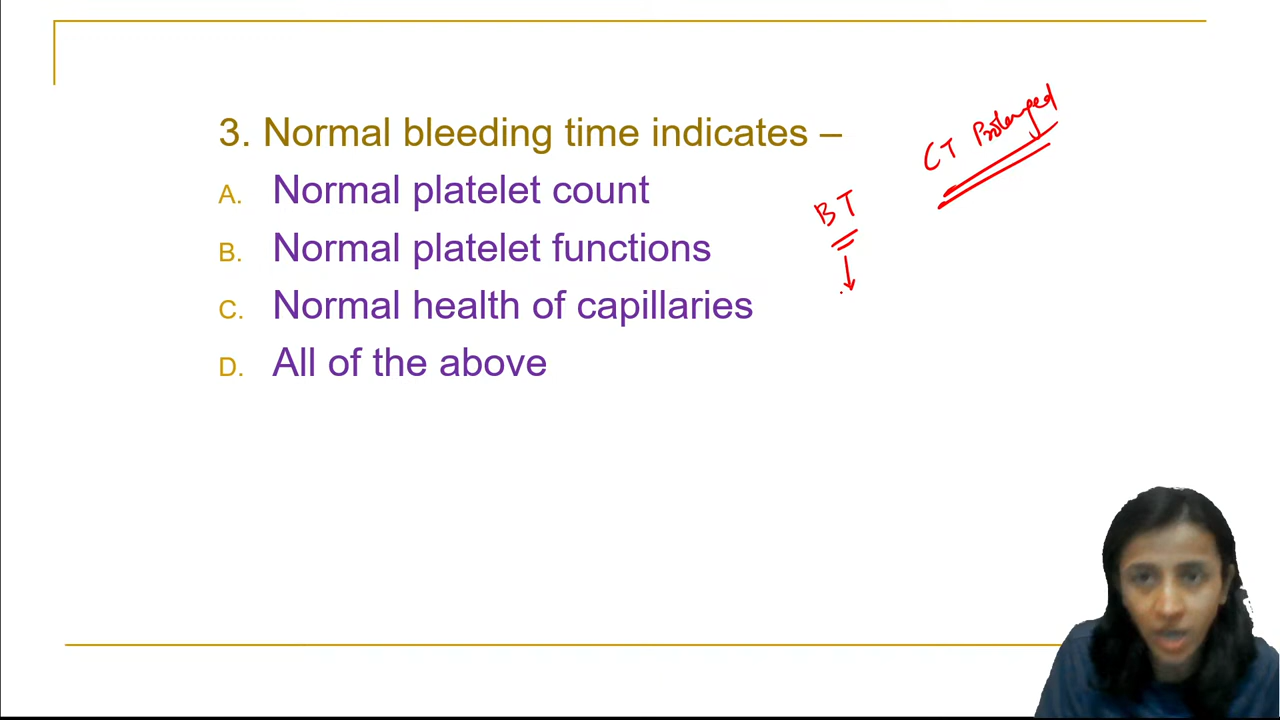 3. Normal bleeding time indicates –
A. Normal platelet count
B. Normal platelet functions
C. Normal health of capillaries
D. All of the above
CT Prolonged
BT